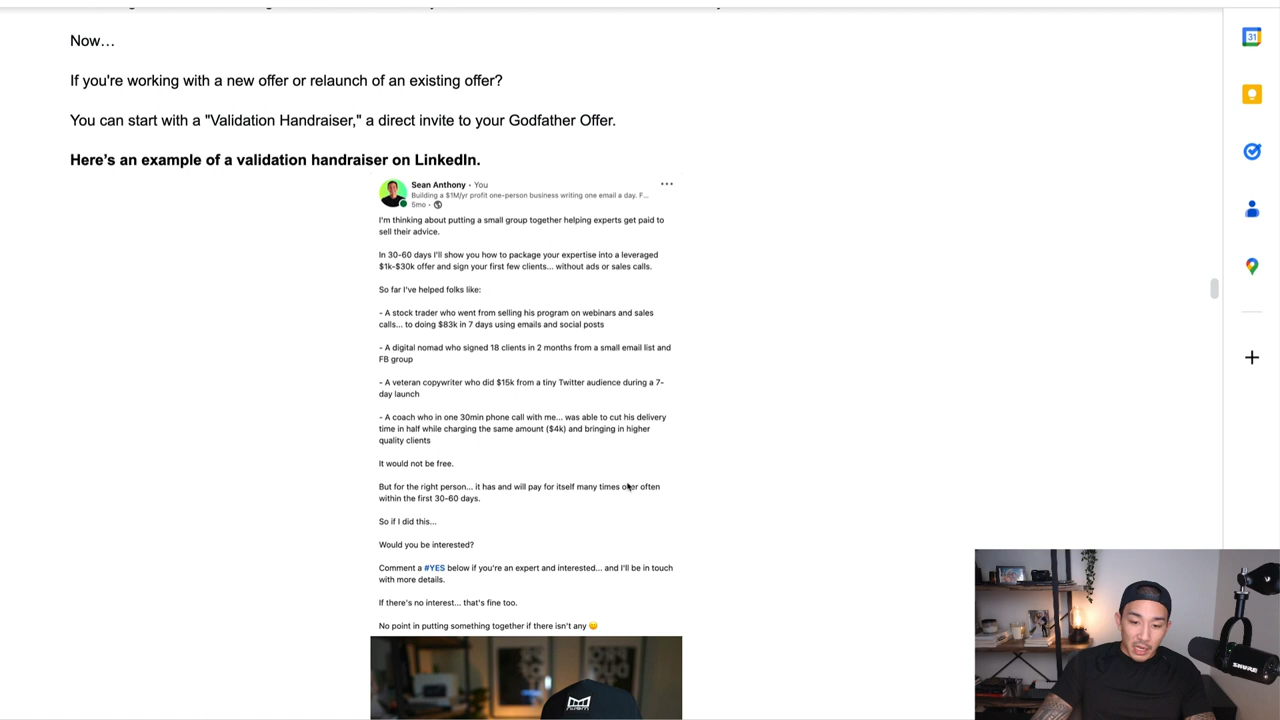 Now…
31
If you're working with a new offer or relaunch of an existing offer?
You can start with a "Validation Handraiser," a direct invite to your Godfather Offer.
Here's an example of a validation handraiser on LinkedIn.
Sean Anthony • You
Building a $1M/yr profit one-person business writing one email a day. F...
5mo •
I'm thinking about putting a small group together helping experts get paid to
sell their advice.
In 30-60 days I'll show you how to package your expertise into a leveraged
$1k-$30k offer and sign your first few clients... without ads or sales calls.
So far I've helped folks like:
- A stock trader who went from selling his program on webinars and sales
calls... to doing $83k in 7 days using emails and social posts
- A digital nomad who signed 18 clients in 2 months from a small email list and
FB group
- A veteran copywriter who did $15k from a tiny Twitter audience during a 7-
day launch
- A coach who in one 30min phone call with me... was able to cut his delivery
time in half while charging the same amount ($4k) and bringing in higher
quality clients
It would not be free.
But for the right person... it has and will pay for itself many times over often
within the first 30-60 days.
So if I did this...
Would you be interested?
Comment a #YES below if you're an expert and interested... and I'll be in touch
with more details.
If there's no interest... that's fine too.
No point in putting something together if there isn't any 😊
SHURE